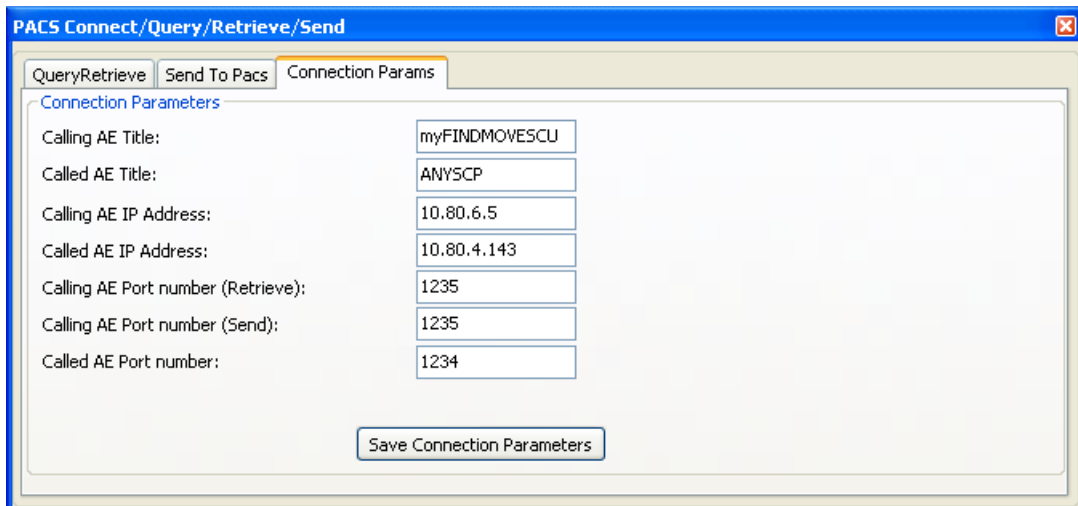 PACS Connect/Query/Retrieve/Send
QueryRetrieve Send To Pacs Connection Params
Connection Parameters
Calling AE Title: myFINDMOVESCU
Called AE Title: ANYSCP
Calling AE IP Address: 10.80.6.5
Called AE IP Address: 10.80.4.143
Calling AE Port number (Retrieve): 1235
Calling AE Port number (Send): 1235
Called AE Port number: 1234
Save Connection Parameters